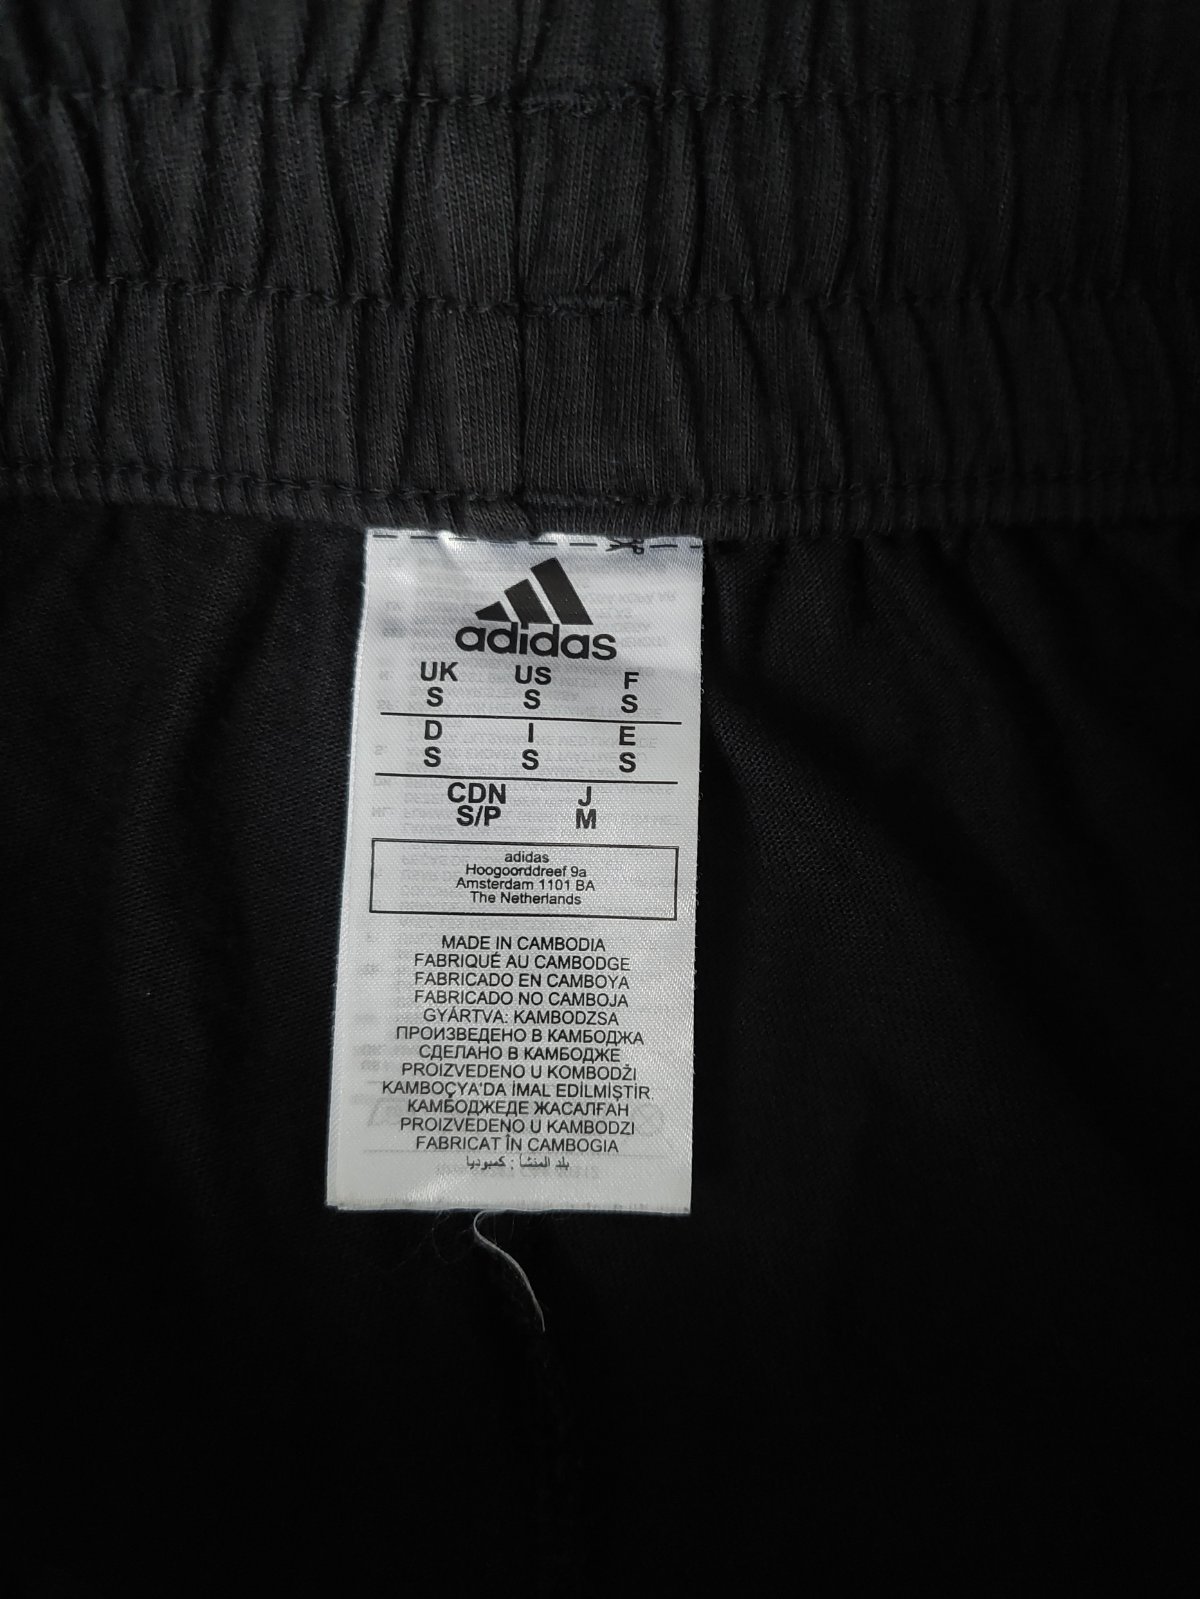 adidas
UK US F
S S S
D I E
S S S
CDN J
S/P M
adidas
Hoogoorddreef 9a
Amsterdam 1101 BA
The Netherlands
MADE IN CAMBODIA
FABRIQUÉ AU CAMBODGE
FABRICADO EN CAMBOYA
FABRICADO NO CAMBOJA
GYÁRTVA: KAMBODZSA
ПРОИЗВЕДЕНО В КАМБОДЖА
СДЕЛАНО В КАМБОДЖЕ
PROIZVEDENO U KOMBODŽI
KAMBOÇYA'DA İMAL EDİLMİŞTİR.
КАМБОДЖЕДЕ ЖАСАЛҒАН
PROIZVEDENO U KAMBODZI
FABRICAT ÎN CAMBOGIA
بلد المنشأ : كمبوديا